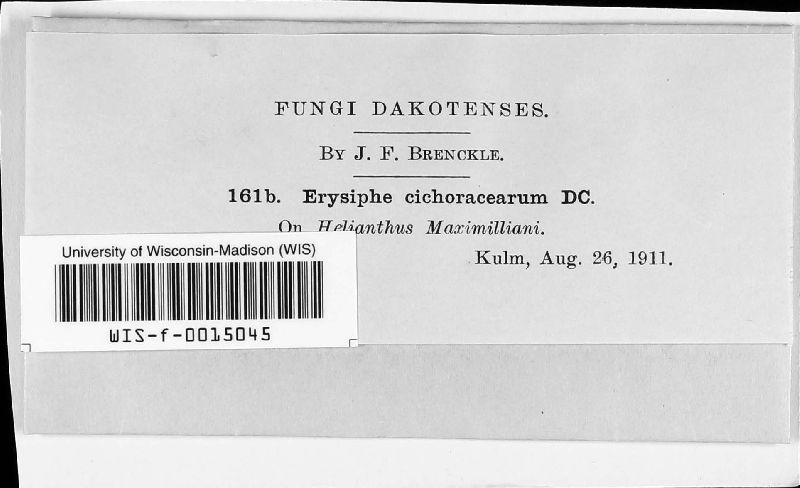 FUNGI DAKOTENSES.
By J. F. Brenckle.
161b. Erysiphe cichoracearum DC.
On Helianthus Maximilliani.
Kulm, Aug. 26, 1911.
University of Wisconsin-Madison (WIS)
WIS-f-0015045